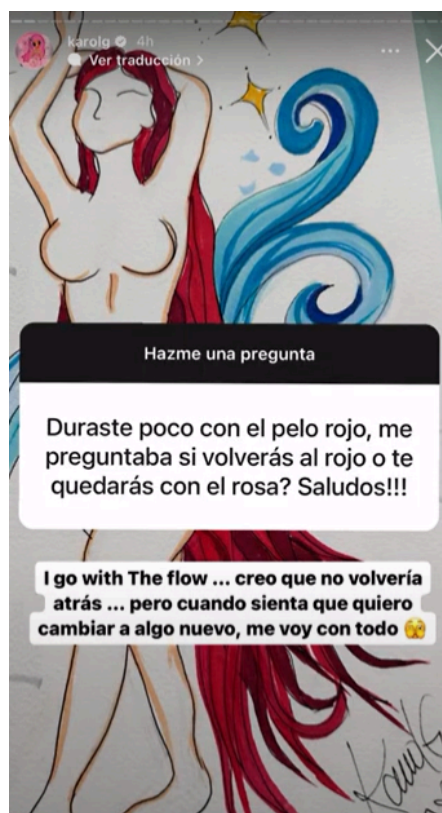 karolg 4h
Ver traducción >
Hazme una pregunta
Duraste poco con el pelo rojo, me
preguntaba si volverás al rojo o te
quedarás con el rosa? Saludos!!!
I go with The flow ... creo que no volvería
atrás ... pero cuando sienta que quiero
cambiar a algo nuevo, me voy con todo 🫣